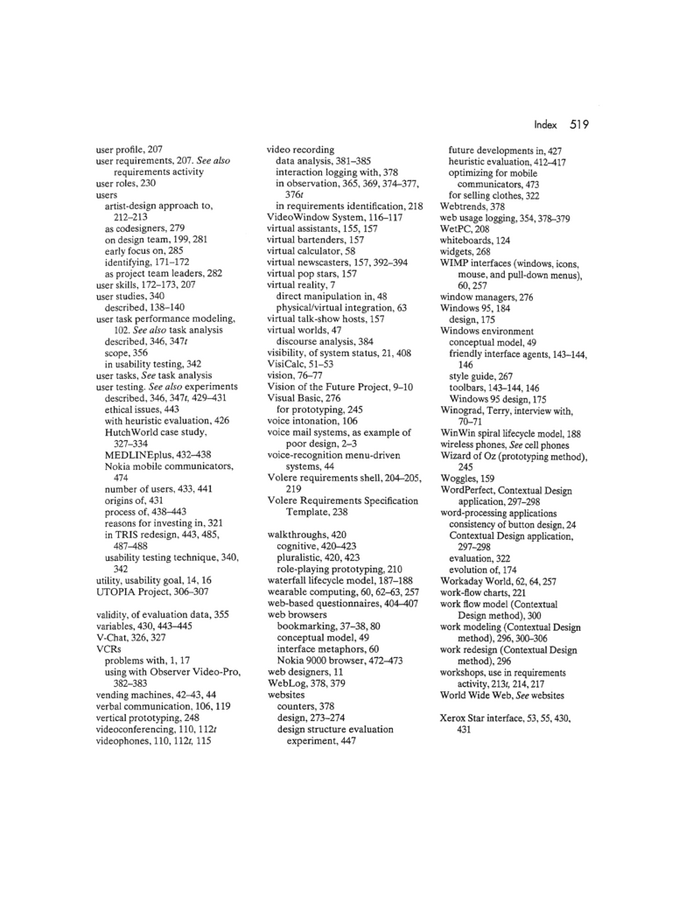 Index 519
user profile, 207
user requirements, 207. See also
requirements activity
user roles, 230
users
artist-design approach to,
212–213
as codesigners, 279
on design team, 199, 281
early focus on, 285
identifying, 171–172
as project team leaders, 282
user skills, 172–173, 207
user studies, 340
described, 138–140
user task performance modeling,
102. See also task analysis
described, 346, 347t
scope, 356
in usability testing, 342
user tasks, See task analysis
user testing. See also experiments
described, 346, 347t, 429–431
ethical issues, 443
with heuristic evaluation, 426
HutchWorld case study,
327–334
MEDLINEplus, 432–438
Nokia mobile communicators,
474
number of users, 433, 441
origins of, 431
process of, 438–443
reasons for investing in, 321
in TRIS redesign, 443, 485,
487–488
usability testing technique, 340,
342
utility, usability goal, 14, 16
UTOPIA Project, 306–307
validity, of evaluation data, 355
variables, 430, 443–445
V-Chat, 326, 327
VCRs
problems with, 1, 17
using with Observer Video-Pro,
382–383
vending machines, 42–43, 44
verbal communication, 106, 119
vertical prototyping, 248
videoconferencing, 110, 112t
videophones, 110, 112t, 115
video recording
data analysis, 381–385
interaction logging with, 378
in observation, 365, 369, 374–377,
376t
in requirements identification, 218
VideoWindow System, 116–117
virtual assistants, 155, 157
virtual bartenders, 157
virtual calculator, 58
virtual newscasters, 157, 392–394
virtual pop stars, 157
virtual reality, 7
direct manipulation in, 48
physical/virtual integration, 63
virtual talk-show hosts, 157
virtual worlds, 47
discourse analysis, 384
visibility, of system status, 21, 408
VisiCalc, 51–53
vision, 76–77
Vision of the Future Project, 9–10
Visual Basic, 276
for prototyping, 245
voice intonation, 106
voice mail systems, as example of
poor design, 2–3
voice-recognition menu-driven
systems, 44
Volere requirements shell, 204–205,
219
Volere Requirements Specification
Template, 238
walkthroughs, 420
cognitive, 420–423
pluralistic, 420, 423
role-playing prototyping, 210
waterfall lifecycle model, 187–188
wearable computing, 60, 62–63, 257
web-based questionnaires, 404–407
web browsers
bookmarking, 37–38, 80
conceptual model, 49
interface metaphors, 60
Nokia 9000 browser, 472–473
web designers, 11
WebLog, 378, 379
websites
counters, 378
design, 273–274
design structure evaluation
experiment, 447
future developments in, 427
heuristic evaluation, 412–417
optimizing for mobile
communicators, 473
for selling clothes, 322
Webtrends, 378
web usage logging, 354, 378–379
WetPC, 208
whiteboards, 124
widgets, 268
WIMP interfaces (windows, icons,
mouse, and pull-down menus),
60, 257
window managers, 276
Windows 95, 184
design, 175
Windows environment
conceptual model, 49
friendly interface agents, 143–144,
146
style guide, 267
toolbars, 143–144, 146
Windows 95 design, 175
Winograd, Terry, interview with,
70–71
WinWin spiral lifecycle model, 188
wireless phones, See cell phones
Wizard of Oz (prototyping method),
245
Woggles, 159
WordPerfect, Contextual Design
application, 297–298
word-processing applications
consistency of button design, 24
Contextual Design application,
297–298
evaluation, 322
evolution of, 174
Workaday World, 62, 64, 257
work-flow charts, 221
work flow model (Contextual
Design method), 300
work modeling (Contextual Design
method), 296, 300–306
work redesign (Contextual Design
method), 296
workshops, use in requirements
activity, 213t, 214, 217
World Wide Web, See websites
Xerox Star interface, 53, 55, 430,
431